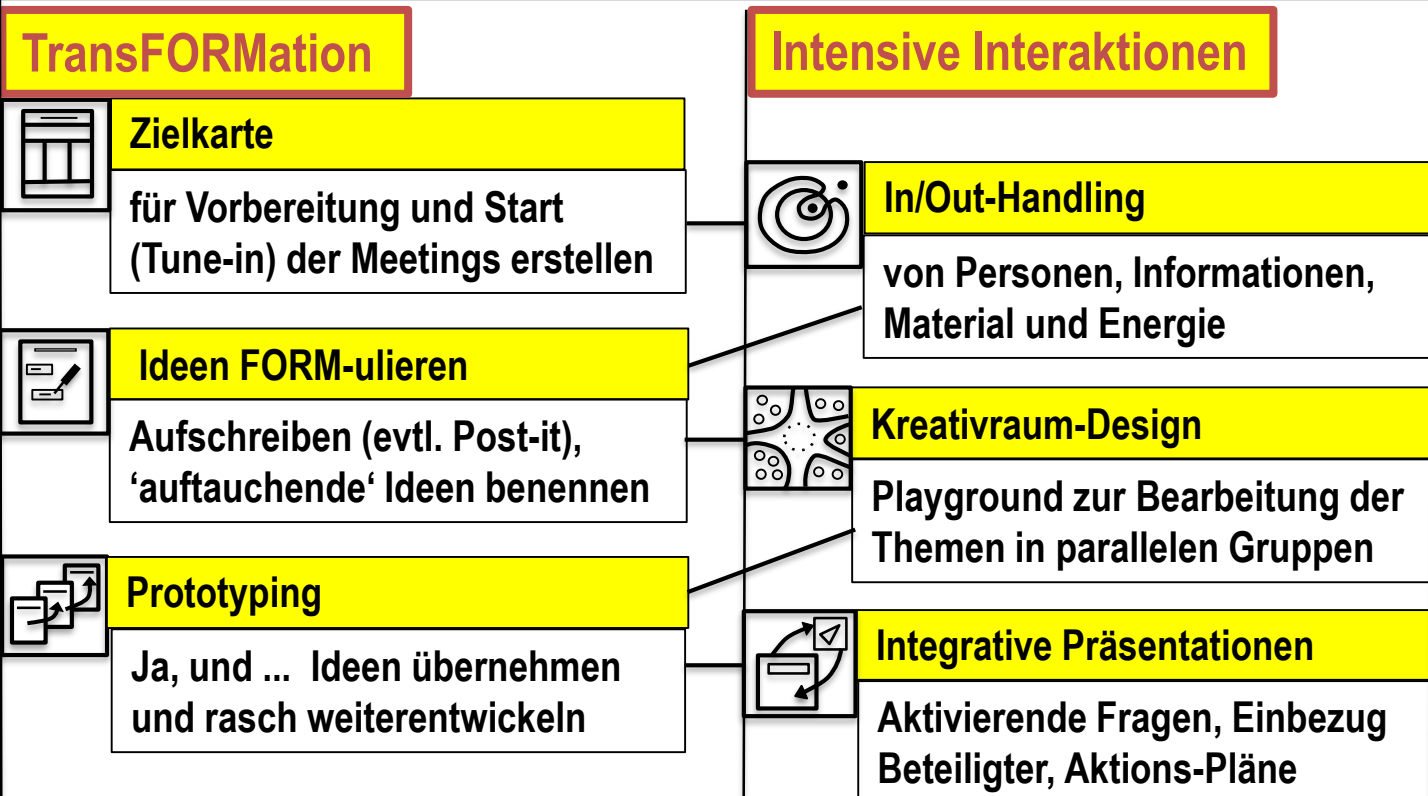 TransFORMation
Zielkarte
für Vorbereitung und Start
(Tune-in) der Meetings erstellen
Ideen FORM-ulieren
Aufschreiben (evtl. Post-it),
‘auftauchende‘ Ideen benennen
Prototyping
Ja, und ... Ideen übernehmen
und rasch weiterentwickeln
Intensive Interaktionen
In/Out-Handling
von Personen, Informationen,
Material und Energie
Kreativraum-Design
Playground zur Bearbeitung der
Themen in parallelen Gruppen
Integrative Präsentationen
Aktivierende Fragen, Einbezug
Beteiligter, Aktions-Pläne